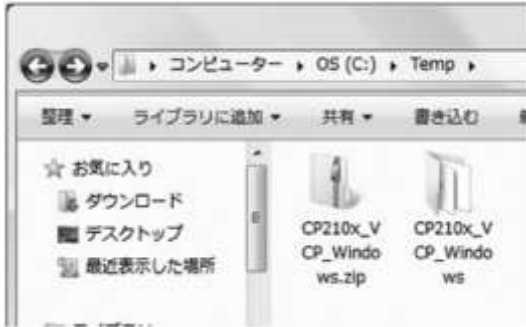 コンピューター ▸ OS (C:) ▸ Temp ▸
整理 ▼ ライブラリに追加 ▼ 共有 ▼ 書き込む
お気に入り
ダウンロード
デスクトップ
最近表示した場所
CP210x_V
CP_Windo
ws.zip
CP210x_V
CP_Windo
ws